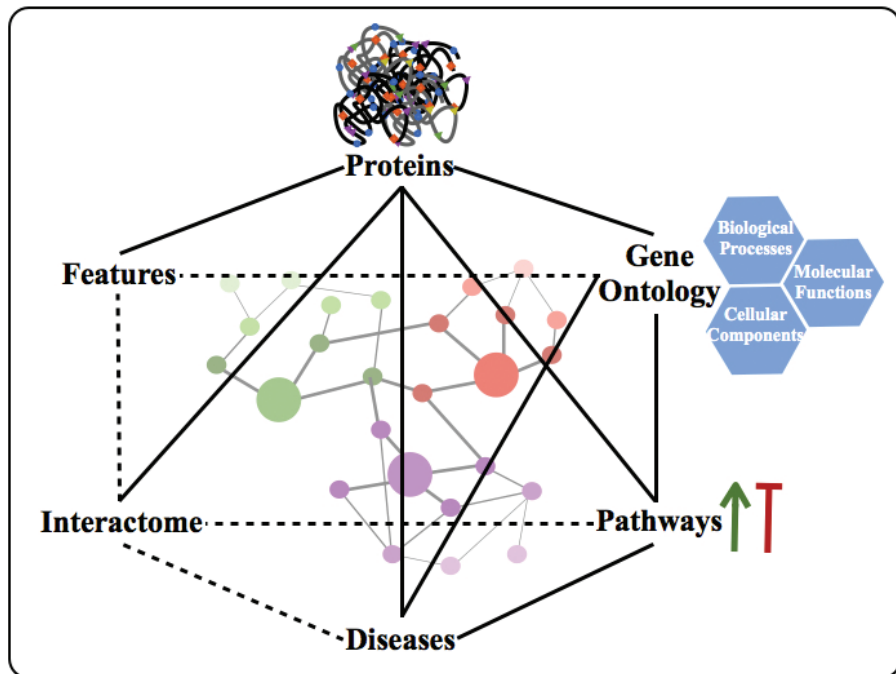 Proteins
Features
Gene
Ontology
Biological
Processes
Molecular
Functions
Cellular
Components
Interactome
Pathways
Diseases